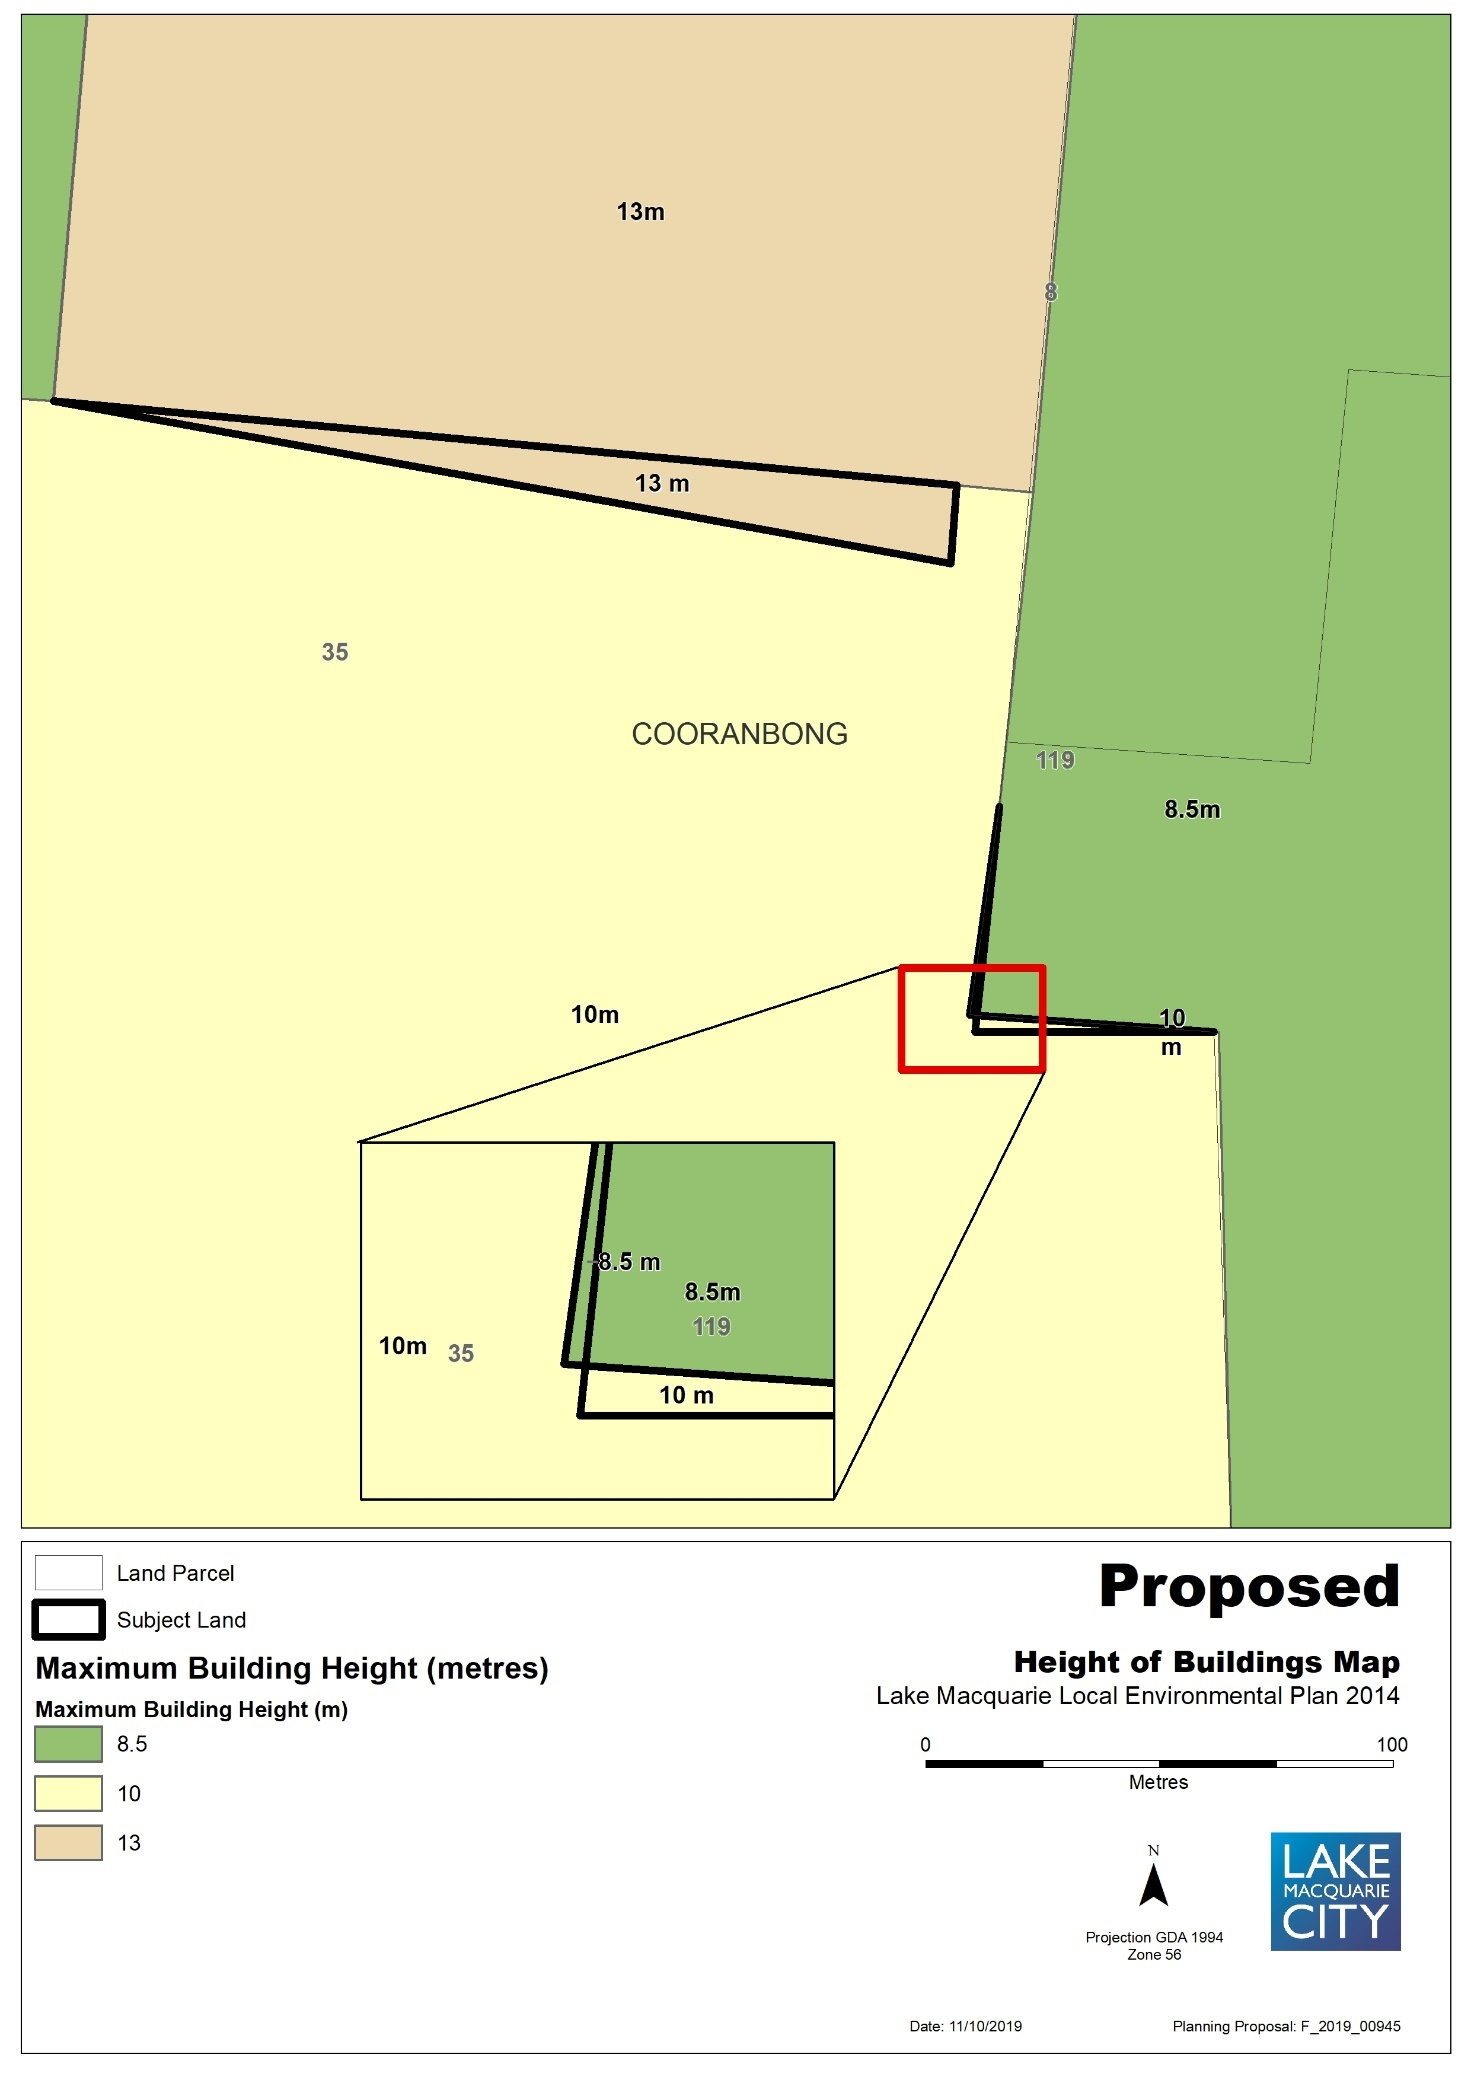 13m
8
13 m
35
COORANBONG
119
8.5m
10m
10
m
8.5 m
8.5m
119
10m
35
10 m
Land Parcel
Subject Land
Maximum Building Height (metres)
Maximum Building Height (m)
8.5
10
13
Proposed
Height of Buildings Map
Lake Macquarie Local Environmental Plan 2014
0 100
Metres
N
Projection GDA 1994
Zone 56
LAKE
MACQUARIE
CITY
Date: 11/10/2019
Planning Proposal: F_2019_00945